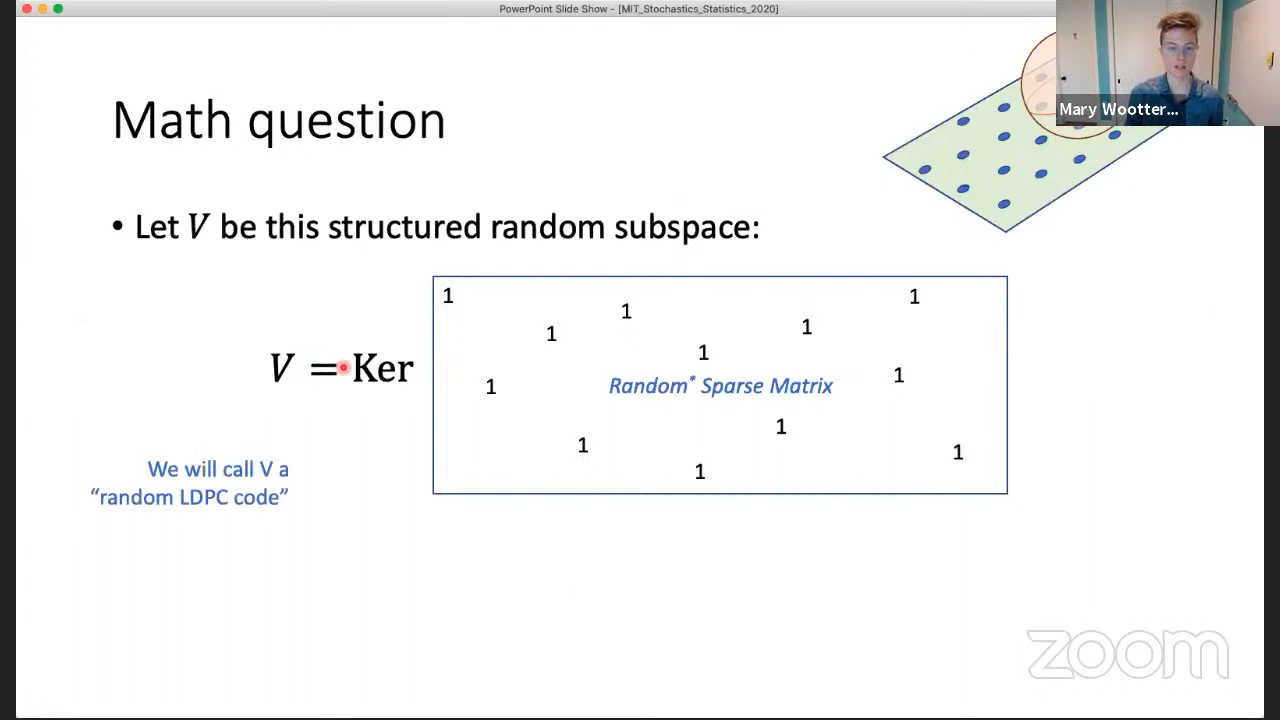 PowerPoint Slide Show - [MIT_Stochastics_Statistics_2020]
Mary Wootter...
Math question
• Let V be this structured random subspace:
1
1
1
1
1
1
V = Ker
1
1
Random* Sparse Matrix
1
1
1
1
We will call V a
“random LDPC code”
zoom